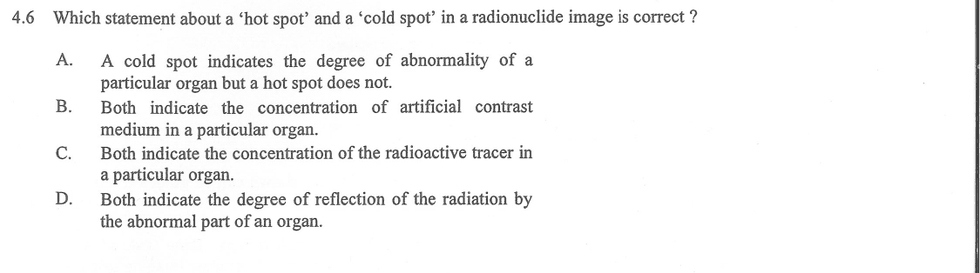 4.6 Which statement about a ‘hot spot’ and a ‘cold spot’ in a radionuclide image is correct ?
A. A cold spot indicates the degree of abnormality of a
particular organ but a hot spot does not.
B. Both indicate the concentration of artificial contrast
medium in a particular organ.
C. Both indicate the concentration of the radioactive tracer in
a particular organ.
D. Both indicate the degree of reflection of the radiation by
the abnormal part of an organ.